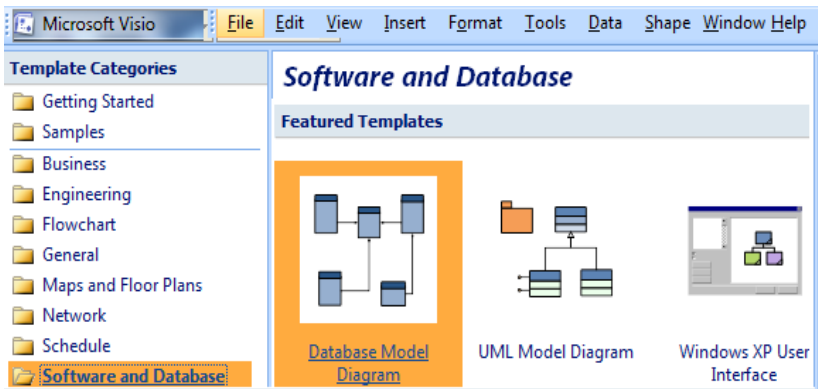 Microsoft Visio File Edit View Insert Format Tools Data Shape Window Help
Template Categories
Getting Started
Samples
Business
Engineering
Flowchart
General
Maps and Floor Plans
Network
Schedule
Software and Database
Software and Database
Featured Templates
Database Model
Diagram
UML Model Diagram
Windows XP User
Interface